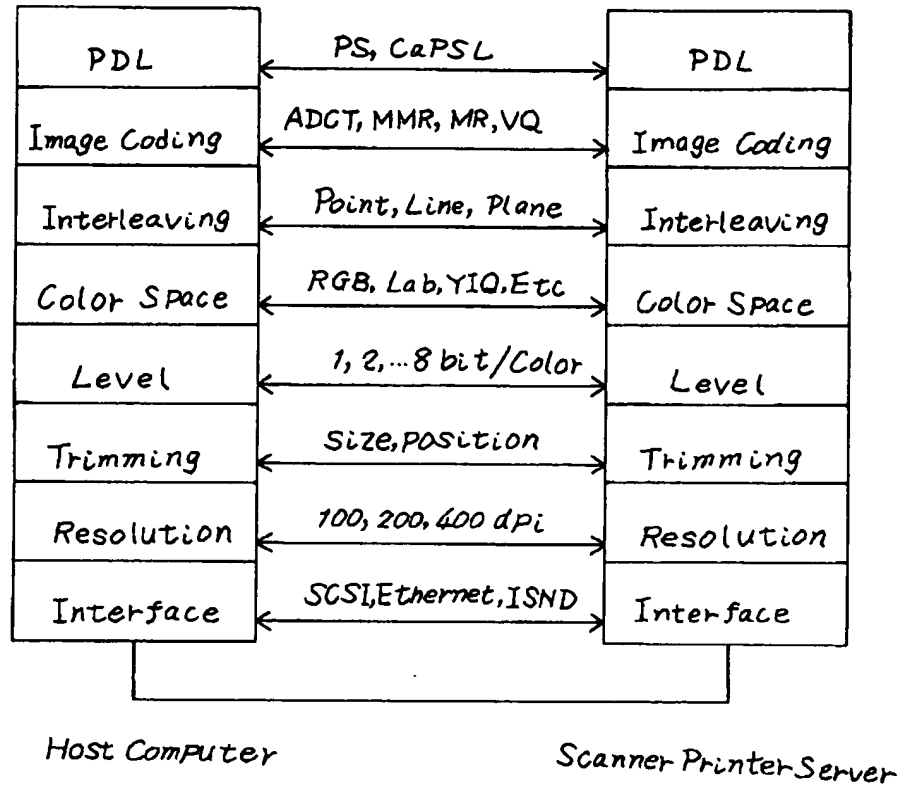 PDL
PS, CaPSL
PDL
Image Coding
ADCT, MMR, MR, VQ
Image Coding
Interleaving
Point, Line, Plane
Interleaving
Color Space
RGB, Lab, YIQ, Etc
Color Space
Level
1, 2, ...8 bit/Color
Level
Trimming
Size, Position
Trimming
Resolution
100, 200, 400 dpi
Resolution
Interface
SCSI, Ethernet, ISND
Interface
Host Computer
Scanner Printer Server